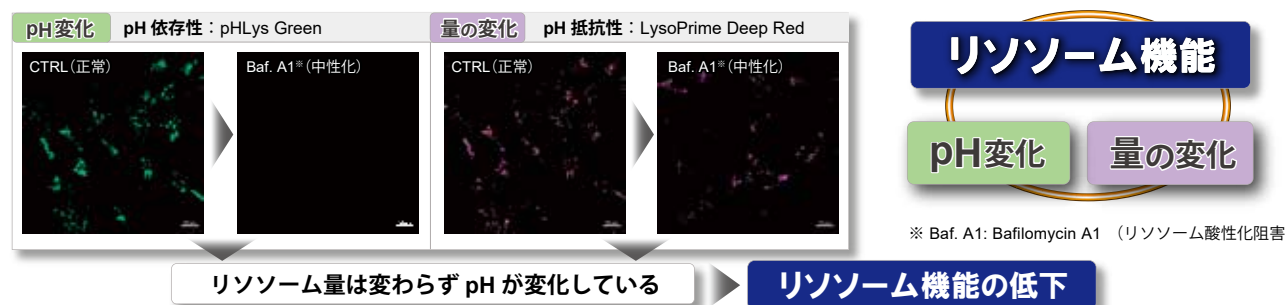 pH変化 pH 依存性：pHLys Green
量の変化 pH 抵抗性：LysoPrime Deep Red
CTRL（正常）
Baf. A1※（中性化）
CTRL（正常）
Baf. A1※（中性化）
リソソーム量は変わらず pH が変化している
リソソーム機能の低下
リソソーム機能
pH変化
量の変化
※ Baf. A1: Bafilomycin A1 （リソソーム酸性化阻害